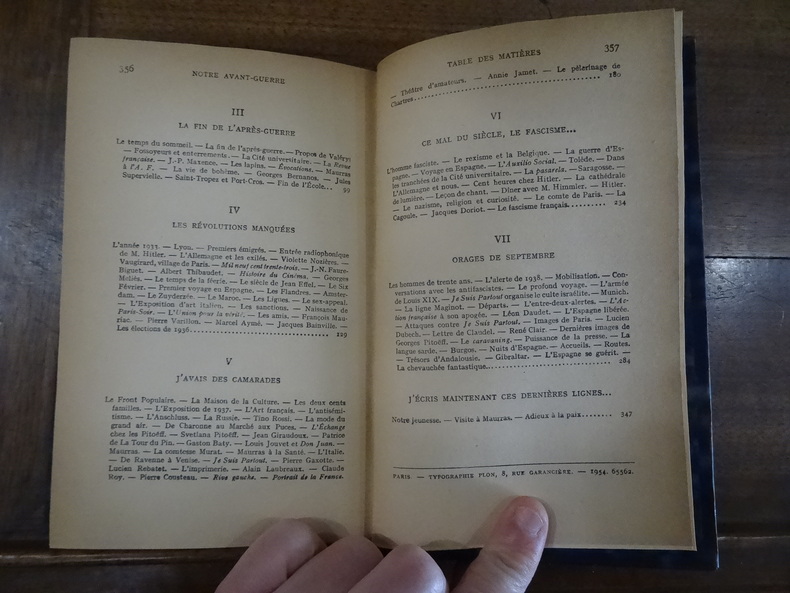 356
NOTRE AVANT-GUERRE
III
LA FIN DE L'APRÈS-GUERRE
Le temps du sommeil. — La fin de l'après-guerre. — Propos de Valéry.
— Fossoyeurs et enterrements. — La Cité universitaire. — La Revue
française. — J.-P. Maxence. — Les lapins. — Évocations. — Maurras
à l'A. F. — La vie de bohème. — Georges Bernanos. — Jules
Supervielle. — Saint-Tropez et Port-Cros. — Fin de l'École... 99
IV
LES RÉVOLUTIONS MANQUÉES
L'année 1933. — Lyon. — Premiers émigrés. — Entrée radiophonique
de M. Hitler. — L'Allemagne et les exilés. — Violette Nozières. —
Vaugirard, village de Paris. — Mil neuf cent trente-trois. — J.-N. Faure-
Biguet. — Albert Thibaudet. — Histoire du Cinéma. — Georges
Méliès. — Le temps de la féerie. — Le siècle de Jean Effel. — Le Six
Février. — Premier voyage en Espagne. — Les Flandres. — Amster-
dam. — Le Zuyderzée. — Le Maroc. — Les Ligues. — Le sex-appeal.
— L'Exposition d'art italien. — Les sanctions. — Naissance de
Paris-Soir. — L'Union pour la vérité. — Les amis. — François Mau-
riac. — Pierre Varillon. — Marcel Aymé. — Jacques Bainville. —
Les élections de 1936.................. 129
V
J'AVAIS DES CAMARADES
Le Front Populaire. — La Maison de la Culture. — Les deux cents
familles. — L'Exposition de 1937. — L'Art français. — L'antisémi-
tisme. — L'Anschluss. — La Russie. — Tino Rossi. — La mode du
grand air. — De Charonne au Marché aux Puces. — L'Échange
chez les Pitoëff. — Svetlana Pitoëff. — Jean Giraudoux. — Patrice
de La Tour du Pin. — Gaston Baty. — Louis Jouvet et Don Juan. —
Maurras. — La comtesse Murat. — Maurras à la Santé. — L'Italie.
— De Ravenne à Venise. — Je Suis Partout. — Pierre Gaxotte. —
Lucien Rebatet. — L'imprimerie. — Alain Laubreaux. — Claude
Roy. — Pierre Cousteau. — Rive gauche. — Portrait de la France.
TABLE DES MATIÈRES
357
— Théâtre d'amateurs. — Annie Jamet. — Le pèlerinage de
Chartres.................. 180
VI
CE MAL DU SIÈCLE, LE FASCISME...
L'homme fasciste. — Le rexisme et la Belgique. — La guerre d'Es-
pagne. — Voyage en Espagne. — L'Auxilio Social. — Tolède. — Dans
les tranchées de la Cité universitaire. — La pasarela. — Saragosse. —
L'Allemagne et nous. — Cent heures chez Hitler. — La cathédrale
de lumière. — Leçon de chant. — Dîner avec M. Himmler. — Hitler.
— Le nazisme, religion et curiosité. — Le comte de Paris. — La
Cagoule. — Jacques Doriot. — Le fascisme français.......... 234
VII
ORAGES DE SEPTEMBRE
Les hommes de trente ans. — L'alerte de 1938. — Mobilisation. — Con-
versations avec des antifascistes. — Le profond voyage. — L'armée
de Louis XIX. — Je Suis Partout organise le culte israélite. — Munich.
— La ligne Maginot. — Départs. — L'entre-deux-alertes. — L'Ac-
tion française à son apogée. — Léon Daudet. — L'Espagne libérée.
— Attaques contre Je Suis Partout. — Images de Paris. — Lucien
Dubech. — Lettre de Claudel. — René Clair. — Dernières images de
Georges Pitoëff. — Le caravaning. — Puissance de la presse. — La
langue sarde. — Burgos. — Nuits d'Espagne. — Accueils. — Routes.
— Trésors d'Andalousie. — Gibraltar. — L'Espagne se guérit. —
La chevauchée fantastique.................. 284
J'ÉCRIS MAINTENANT CES DERNIÈRES LIGNES...
Notre jeunesse. — Visite à Maurras. — Adieux à la paix....... 347
PARIS — TYPOGRAPHIE PLON, 8, RUE GARANCIÈRE. — 1954. 65562.